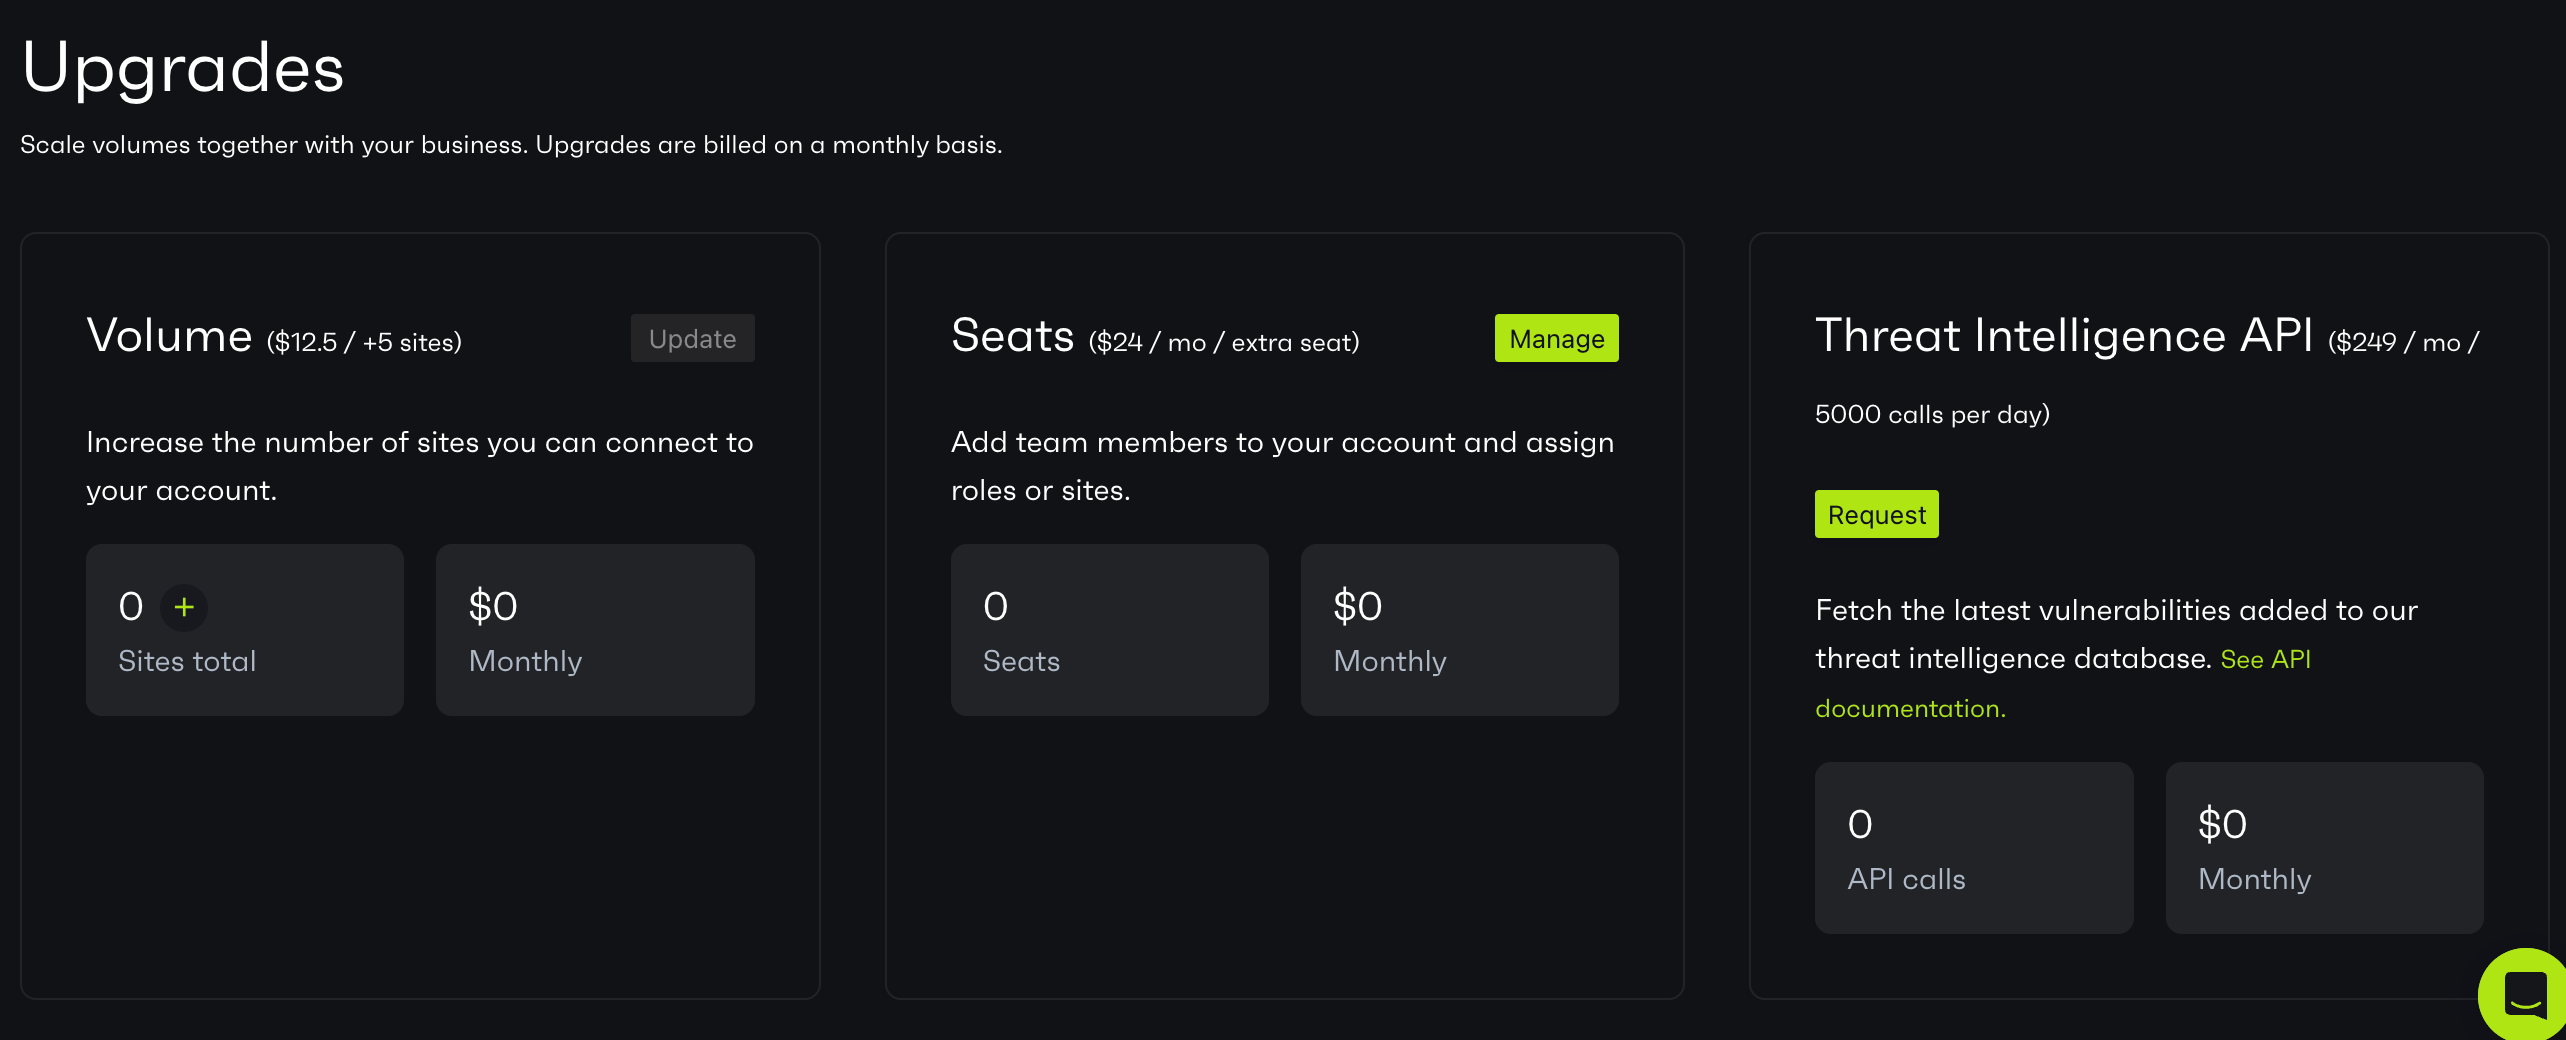 Upgrades
Scale volumes together with your business. Upgrades are billed on a monthly basis.
Volume ($12.5 / +5 sites)
Update
Increase the number of sites you can connect to
your account.
0 +
Sites total
$0
Monthly
Seats ($24 / mo / extra seat)
Manage
Add team members to your account and assign
roles or sites.
0
Seats
$0
Monthly
Threat Intelligence API ($249 / mo /
5000 calls per day)
Request
Fetch the latest vulnerabilities added to our
threat intelligence database. See API
documentation.
0
API calls
$0
Monthly